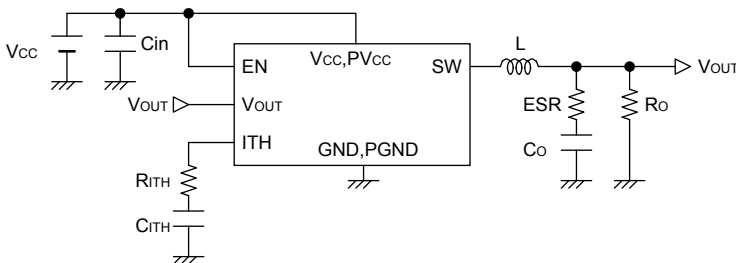 VCC
Cin
EN
VOUT
VOUT
ITH
VCC,PVCC
SW
GND,PGND
RITH
CITH
L
ESR
CO
RO
VOUT